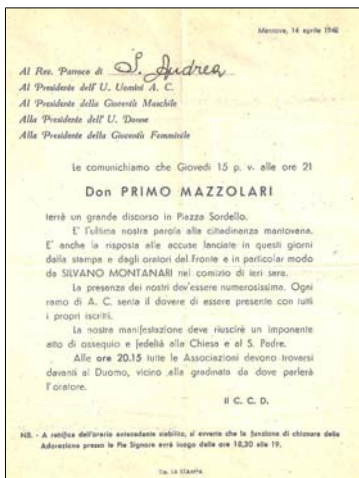 Mantova, 14 aprile 1948
Al Rev. Parroco di S. Andrea
Al Presidente dell'U. Uomini A. C.
Al Presidente della Gioventù Maschile
Alla Presidente dell'U. Donne
Alla Presidente della Gioventù Femminile
Le comunichiamo che Giovedì 15 p. v. alle ore 21
Don PRIMO MAZZOLARI
terrà un grande discorso in Piazza Sordello.
E' l'ultima nostra parola alla cittadinanza mantovana.
E' anche la risposta alle accuse lanciate in questi giorni
dalla stampa e dagli oratori del Fronte e in particolar modo
da SILVANO MONTANARI nel comizio di ieri sera.
La presenza dei nostri dev'essere numerosissima. Ogni
ramo di A. C. senta il dovere di essere presente con tutti
i propri iscritti.
La nostra manifestazione deve riuscire un imponente
atto di ossequio e fedeltà alla Chiesa e al S. Padre.
Alle ore 20.15 tutte le Associazioni devono trovarsi
davanti al Duomo, vicino alla gradinata da dove parlerà
l'oratore.
Il C. C. D.
NB. - A rettifica dell'orario antecedente stabilito, si avverte che la funzione di chiusura delle
Adorazione presso le Pie Signore avrà luogo dalle ore 18,30 alle 19.
Tip. LA STAMPA